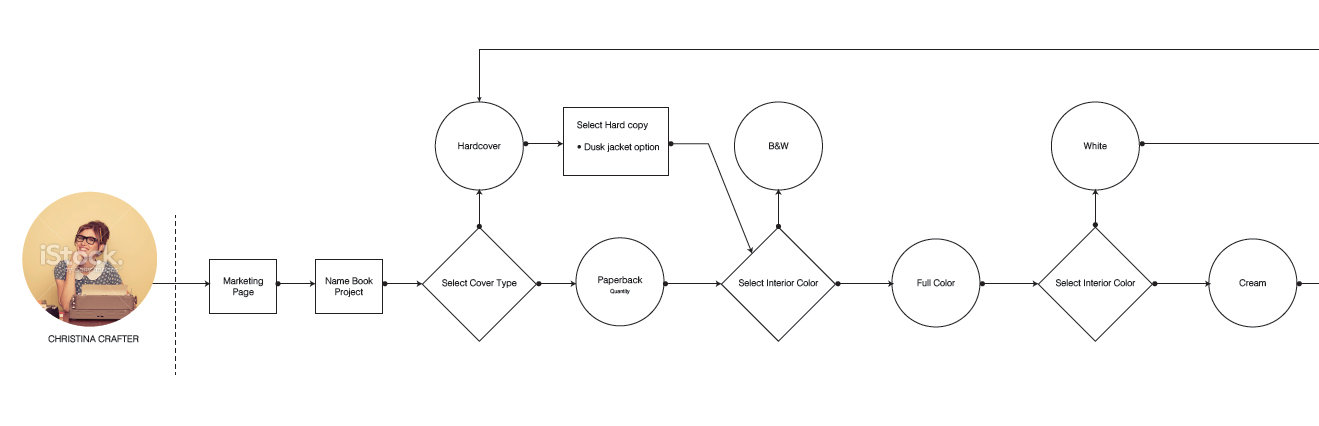 Hardcover
Select Hard copy
• Dusk jacket option
B&W
White
iStock.
CHRISTINA CRAFTER
Marketing
Page
Name Book
Project
Select Cover Type
Paperback
Quantity
Select Interior Color
Full Color
Select Interior Color
Cream